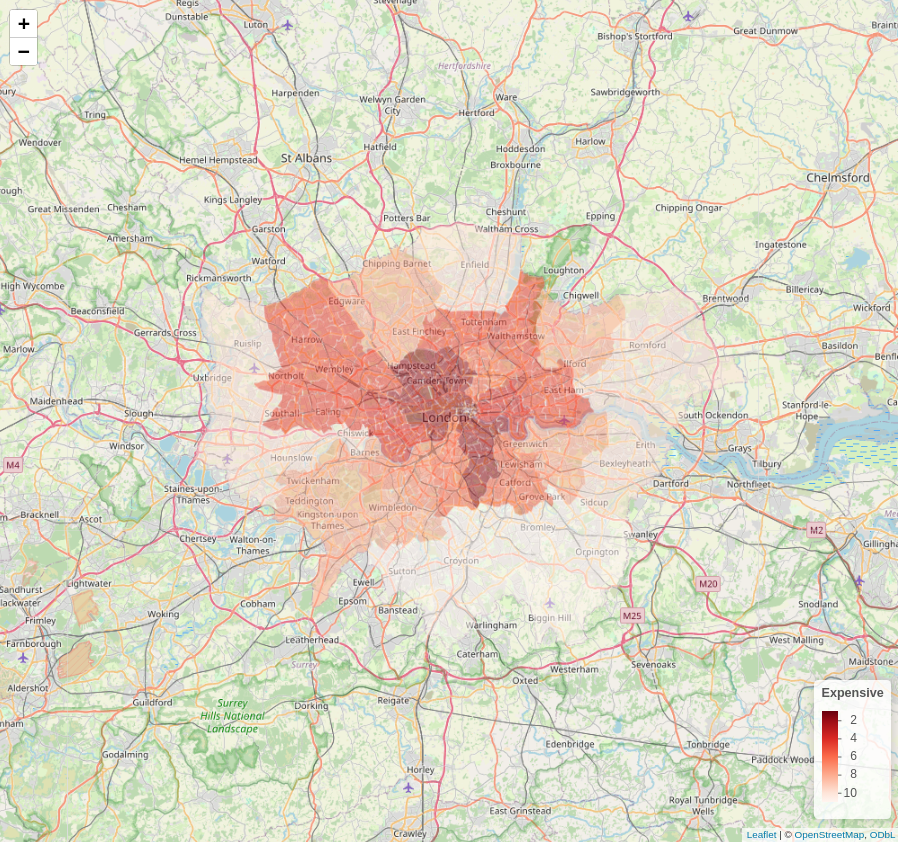 Regis
Stevenage
Dunstable
Luton
Bishop's Stortford
Great Dunmow
Braint
Hertfordshire
+
−
Harpenden
Welwyn Garden
City
Ware
Sawbridgeworth
ury
Tring
Hertford
Wendover
Hatfield
Hoddesdon
Harlow
Hemel Hempstead
St Albans
Broxbourne
Chelmsford
ough
Kings Langley
Great Missenden
Chesham
Potters Bar
Cheshunt
Epping
Chipping Ongar
Garston
Waltham Cross
Amersham
Ingatestone
Watford
Chipping Barnet
Enfield
Loughton
Rickmansworth
High Wycombe
Edgware
Chigwell
Brentwood
Billericay
Beaconsfield
Wickford
Gerrards Cross
East Finchley
Tottenham
Walthamstow
Ruislip
Harrow
Romford
Basildon
Marlow
Benfl
Wembley
Hampstead
Ilford
Uxbridge
Northolt
Camden Town
East Ham
Maidenhead
Slough
Southall
Ealing
London
South Ockendon
Stanford-le-
Hope
Ca
Windsor
Chiswick
Greenwich
Erith
Grays
M4
Hounslow
Barnes
Lewisham
Bexleyheath
Tilbury
Twickenham
Catford
Dartford
Northfleet
Staines-upon-
Thames
Teddington
Grove Park
Sidcup
Wimbledon
Kingston upon
Thames
m
Bracknell
Ascot
Bromley
Swanley
M2
Me
Chertsey
Walton-on-
Thames
Gillingha
Orpington
Croydon
Sutton
Ewell
Lightwater
Sandhurst
M20
lackwater
Epsom
Cobham
Snodland
Woking
Banstead
M25
Frimley
Warlingham
Biggin Hill
Farnborough
Leatherhead
West Malling
Caterham
Surrey
Sevenoaks
Maidstone
Westerham
Oxted
Aldershot
Guildford
Surrey
Hills National
Landscape
Dorking
Reigate
nham
Edenbridge
Tonbridge
Godalming
Paddock Wood
Horley
East Grinstead
Royal Tunbridge
Wells
Crawley
Expensive
2
4
6
8
10
Leaflet | © OpenStreetMap, ODbL